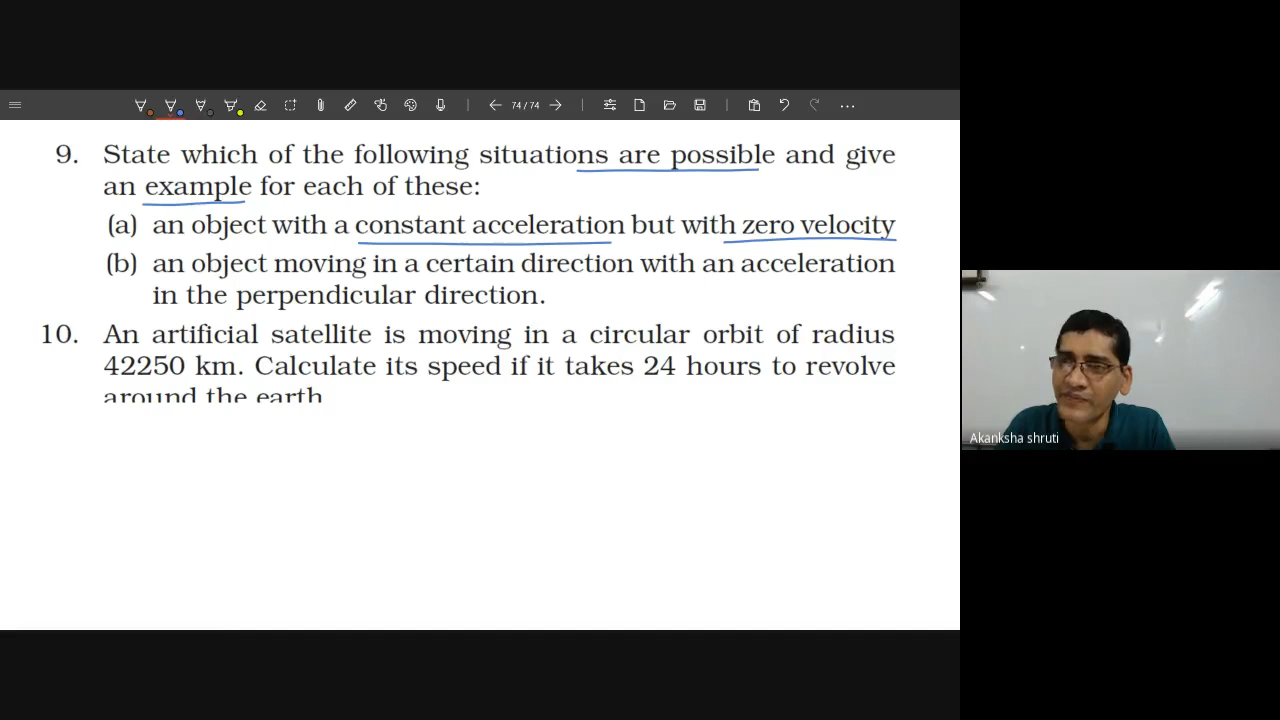 74 / 74
9. State which of the following situations are possible and give
an example for each of these:
(a) an object with a constant acceleration but with zero velocity
(b) an object moving in a certain direction with an acceleration
in the perpendicular direction.
10. An artificial satellite is moving in a circular orbit of radius
42250 km. Calculate its speed if it takes 24 hours to revolve
around the earth
Akanksha shruti